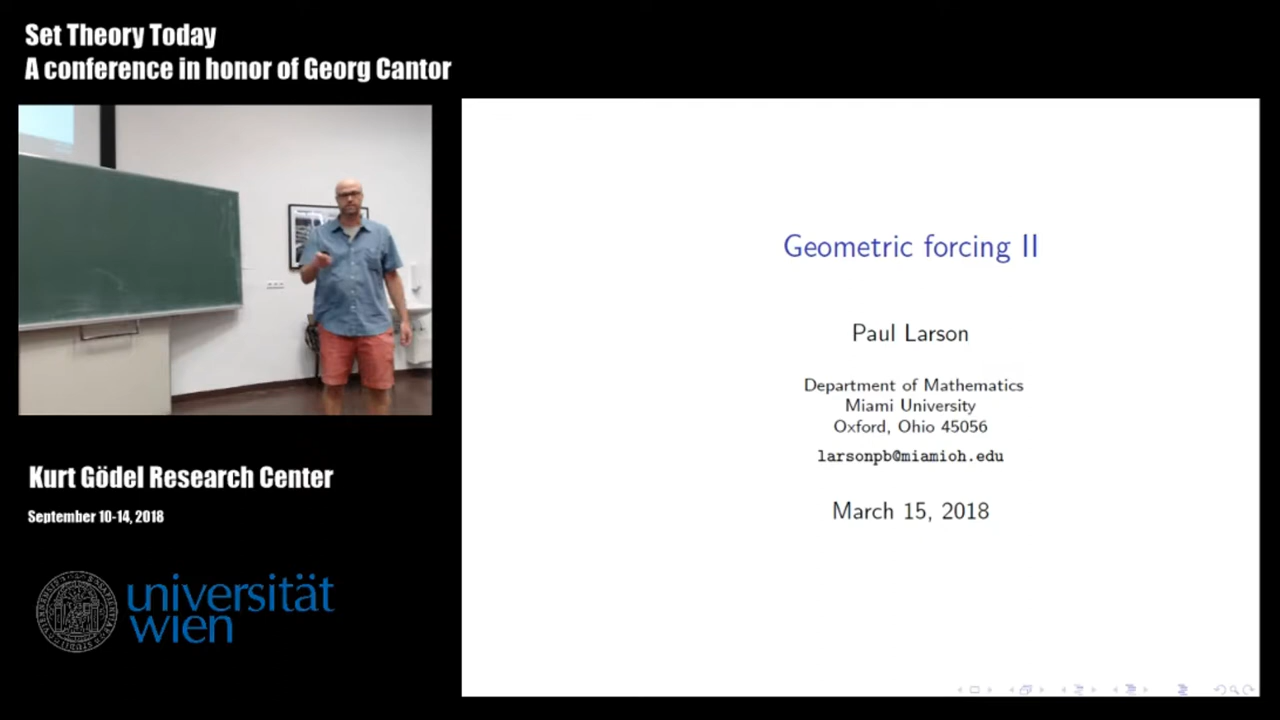 Set Theory Today
A conference in honor of Georg Cantor
Geometric forcing II
Paul Larson
Department of Mathematics
Miami University
Oxford, Ohio 45056
larsonpb@miamioh.edu
March 15, 2018
Kurt Gödel Research Center
September 10-14, 2018
universität
wien